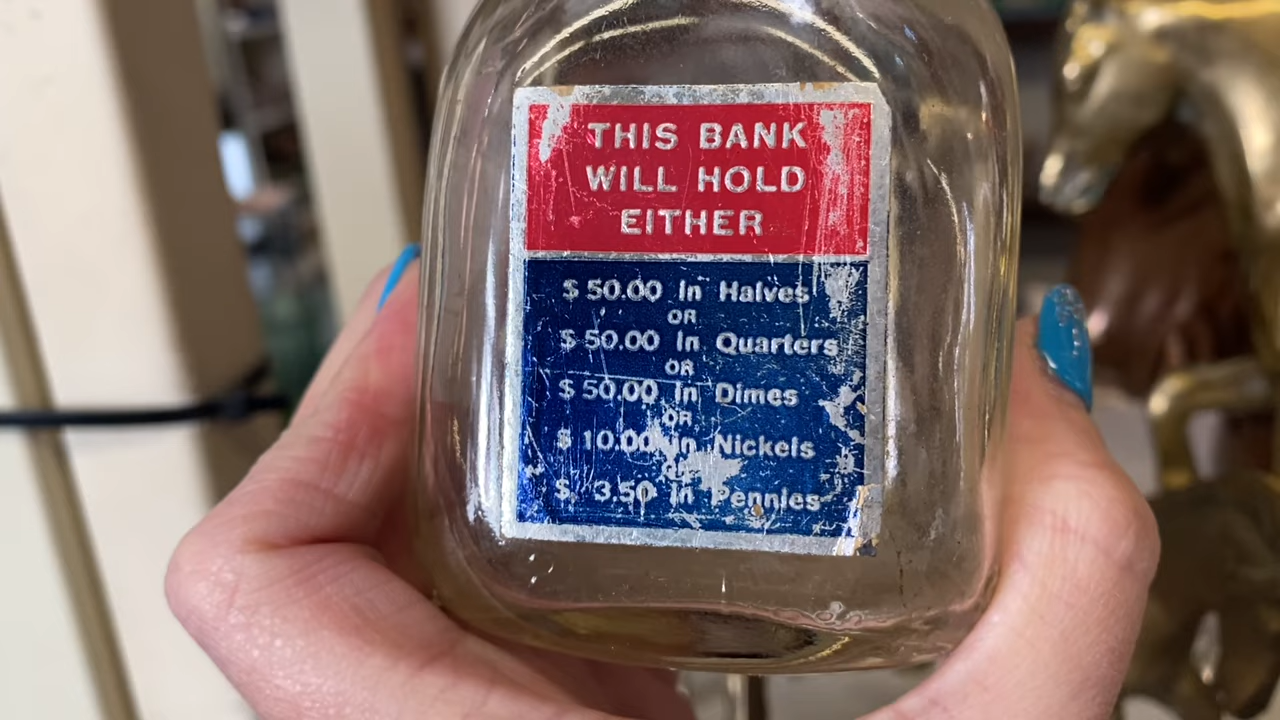 THIS BANK
WILL HOLD
EITHER
$ 50.00 In Halves
OR
$ 50.00 In Quarters
OR
$ 50.00 In Dimes
OR
$ 10.00 in Nickels
OR
$ 3.50 in Pennies